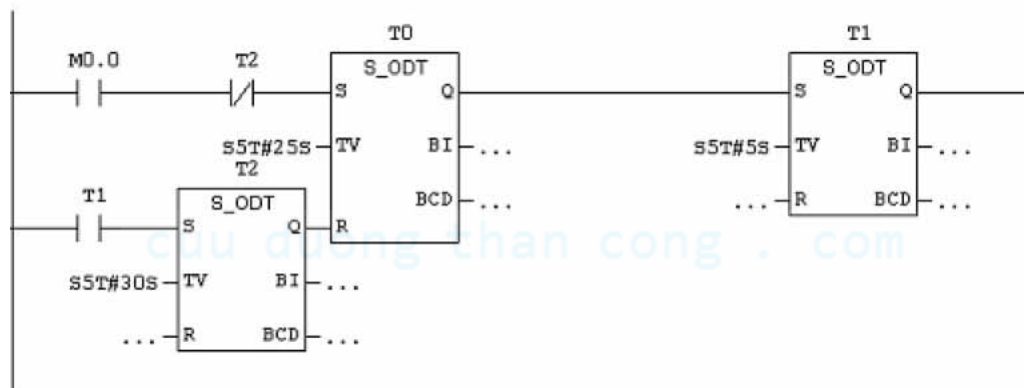 T0 T1
M0.0 T2 S_ODT S_ODT
S Q S Q
S5T#25S TV BI ... S5T#5S TV BI ...
T2
T1 S_ODT BCD ... ... R BCD ...
S Q R
cuu duong than cong . com
S5T#30S TV BI ...
... R BCD ...